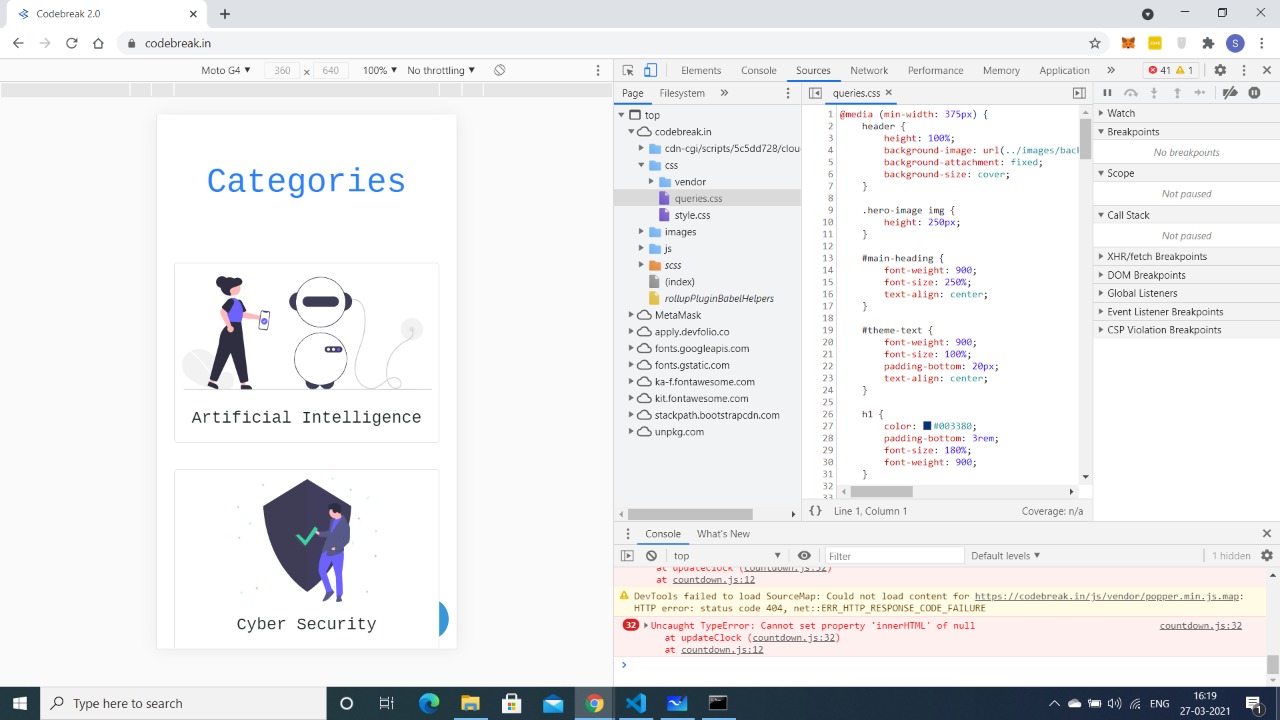 Codebreak 2.0
codebreak.in
S
Moto G4
360 × 640
100%
No throttling
Elements
Console
Sources
Network
Performance
Memory
Application
41
1
Page
Filesystem
queries.css
top
codebreak.in
cdn-cgi/scripts/5c5dd728/clou
css
vendor
queries.css
style.css
images
js
scss
(index)
rollupPluginBabelHelpers
MetaMask
apply.devfolio.co
fonts.googleapis.com
fonts.gstatic.com
ka-f.fontawesome.com
kit.fontawesome.com
stackpath.bootstrapcdn.com
unpkg.com
1 @media (min-width: 375px) {
2 header {
3 height: 100%;
4 background-image: url(../images/bac
5 background-attachment: fixed;
6 background-size: cover;
7 }
8
9 .hero-image img {
10 height: 250px;
11 }
12
13 #main-heading {
14 font-weight: 900;
15 font-size: 250%;
16 text-align: center;
17 }
18
19 #theme-text {
20 font-weight: 900;
21 font-size: 100%;
22 padding-bottom: 20px;
23 text-align: center;
24 }
25
26 h1 {
27 color: #003380;
28 padding-bottom: 3rem;
29 font-size: 180%;
30 font-weight: 900;
31 }
32
{} Line 1, Column 1
Coverage: n/a
Watch
Breakpoints
No breakpoints
Scope
Not paused
Call Stack
Not paused
XHR/fetch Breakpoints
DOM Breakpoints
Global Listeners
Event Listener Breakpoints
CSP Violation Breakpoints
Categories
Artificial Intelligence
Cyber Security
Console
What's New
top
Filter
Default levels
1 hidden
at updateClock (countdown.js:32)
at countdown.js:12
DevTools failed to load SourceMap: Could not load content for https://codebreak.in/js/vendor/popper.min.js.map:
HTTP error: status code 404, net::ERR_HTTP_RESPONSE_CODE_FAILURE
32 Uncaught TypeError: Cannot set property 'innerHTML' of null countdown.js:32
at updateClock (countdown.js:32)
at countdown.js:12
Type here to search
ENG
16:19
27-03-2021
1